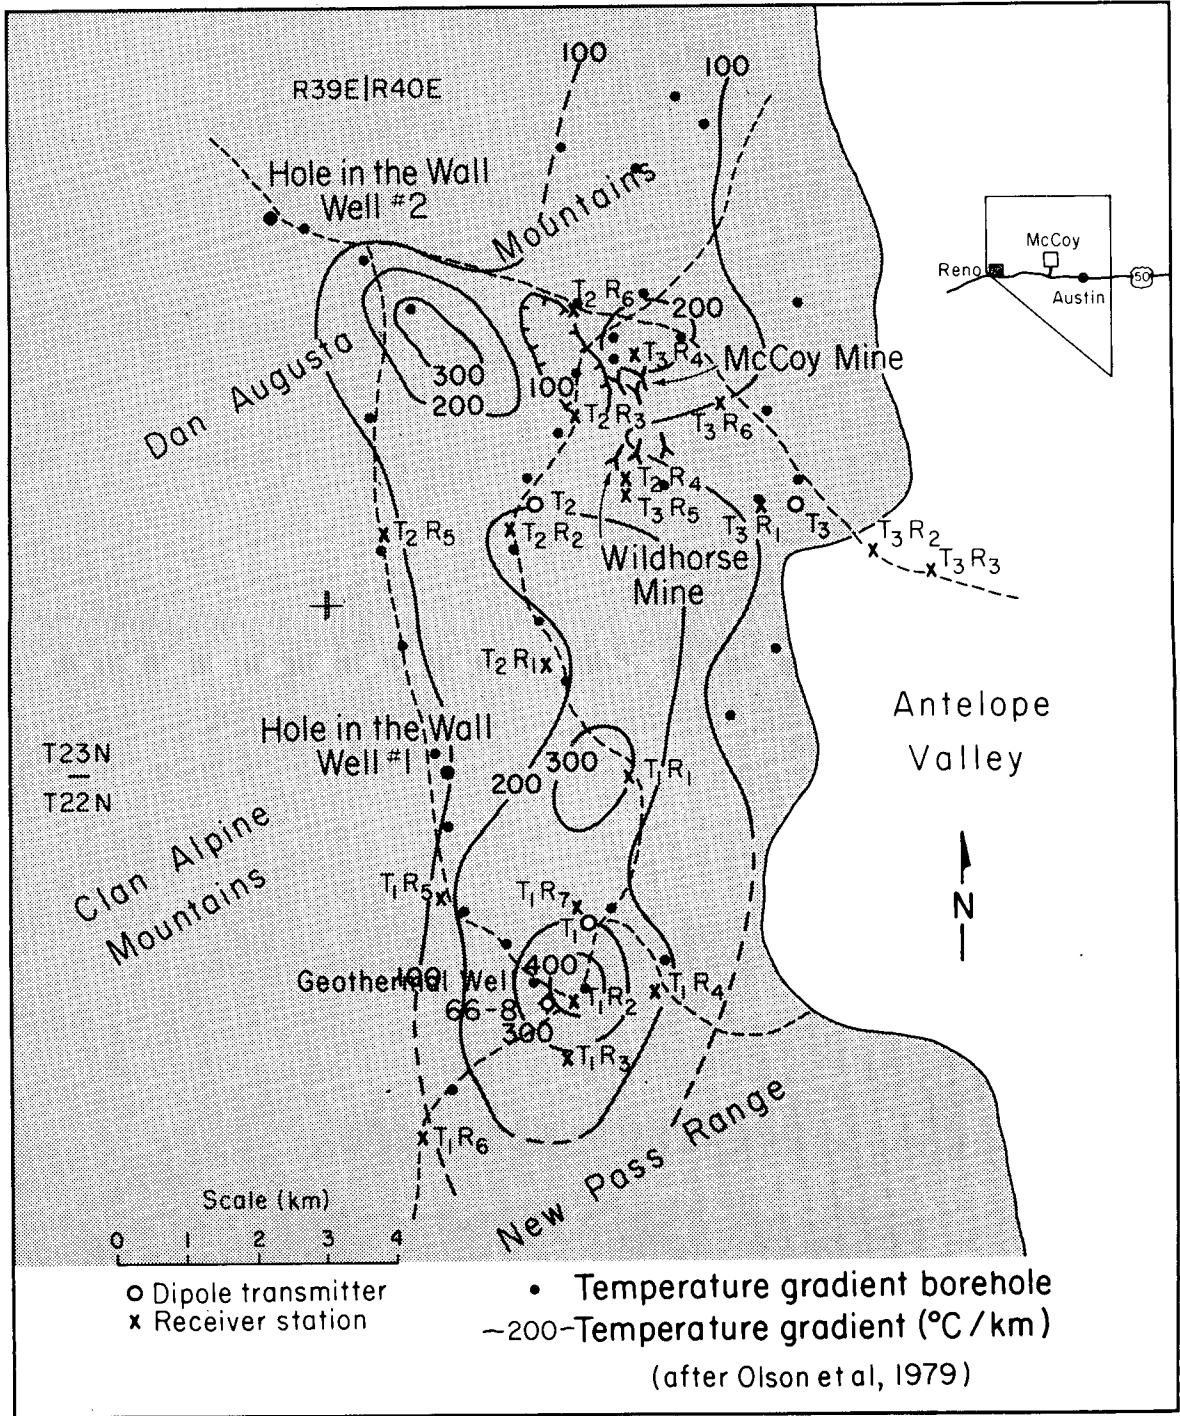 100
100
R39E|R40E
Hole in the Wall
Well #2
Mountains
McCoy
Reno
50
Austin
T2 R6
200
T3 R4
McCoy Mine
Dan Augusta
300
200
100
T2 R3
T3 R6
T2 R4
T3 R5
T2
T2 R2
T3 R1
T3
T2 R5
T3 R2
T3 R3
Wildhorse
Mine
T2 R1
Antelope
Valley
Hole in the Wall
Well #1
T23N
T22N
300
200
T1 R1
Clan Alpine
Mountains
T1 R5
T1 R7
T1
N
400
Geothermal Well
100
66-8
T1 R2
T1 R4
300
T1 R3
T1 R6
New Pass Range
Scale (km)
0 1 2 3 4
Dipole transmitter
x Receiver station
Temperature gradient borehole
-200- Temperature gradient (°C/km)
(after Olson et al, 1979)